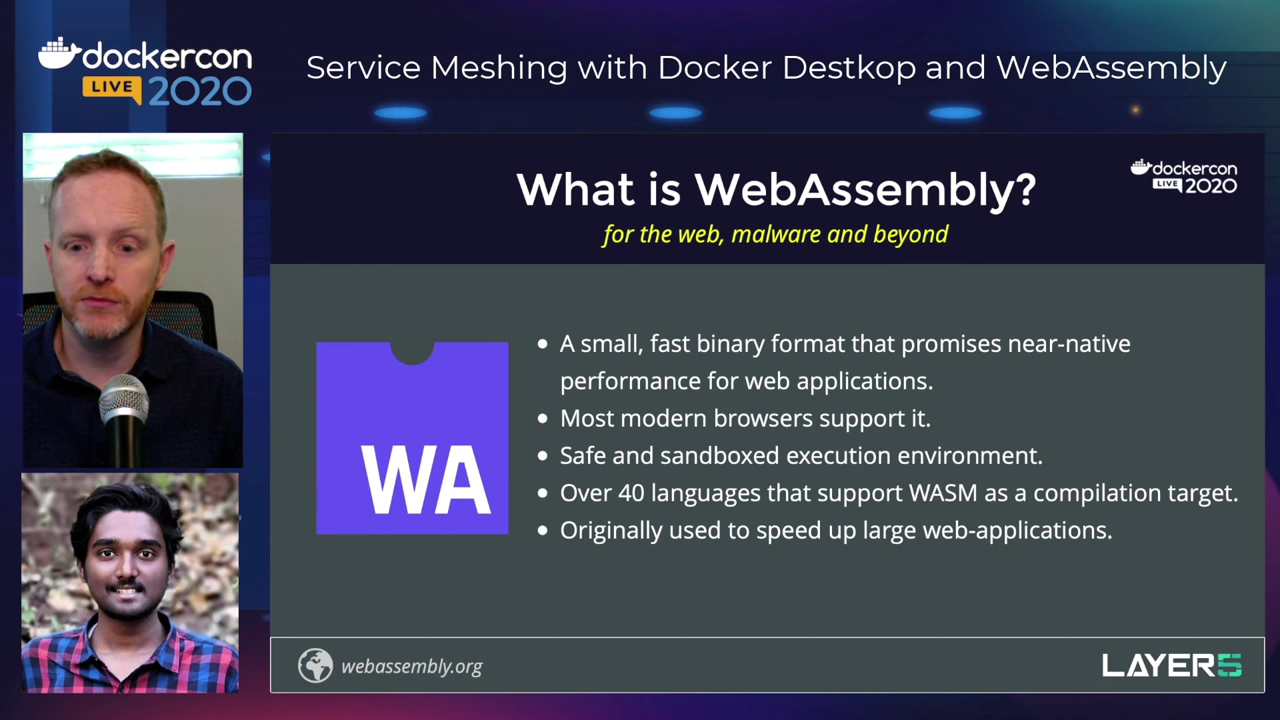 dockercon
LIVE 2020
Service Meshing with Docker Destkop and WebAssembly
What is WebAssembly?
for the web, malware and beyond
dockercon
LIVE 2020
WA
• A small, fast binary format that promises near-native
performance for web applications.
• Most modern browsers support it.
• Safe and sandboxed execution environment.
• Over 40 languages that support WASM as a compilation target.
• Originally used to speed up large web-applications.
webassembly.org
LAYER5